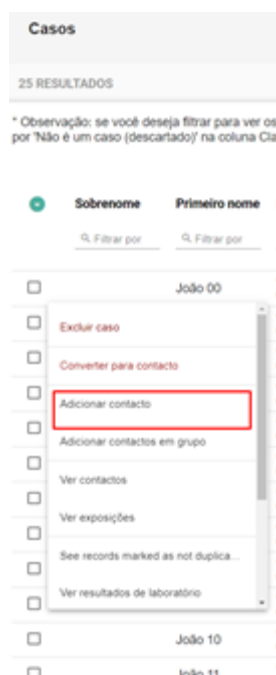 Casos
25 RESULTADOS
* Observação: se você deseja filtrar para ver os
por 'Não é um caso (descartado)' na coluna Cla
Sobrenome Primeiro nome
Filtrar por Filtrar por
João 00
Excluir caso
Converter para contacto
Adicionar contacto
Adicionar contactos em grupo
Ver contactos
Ver exposições
See records marked as not duplica...
Ver resultados de laboratório
João 10
João 11